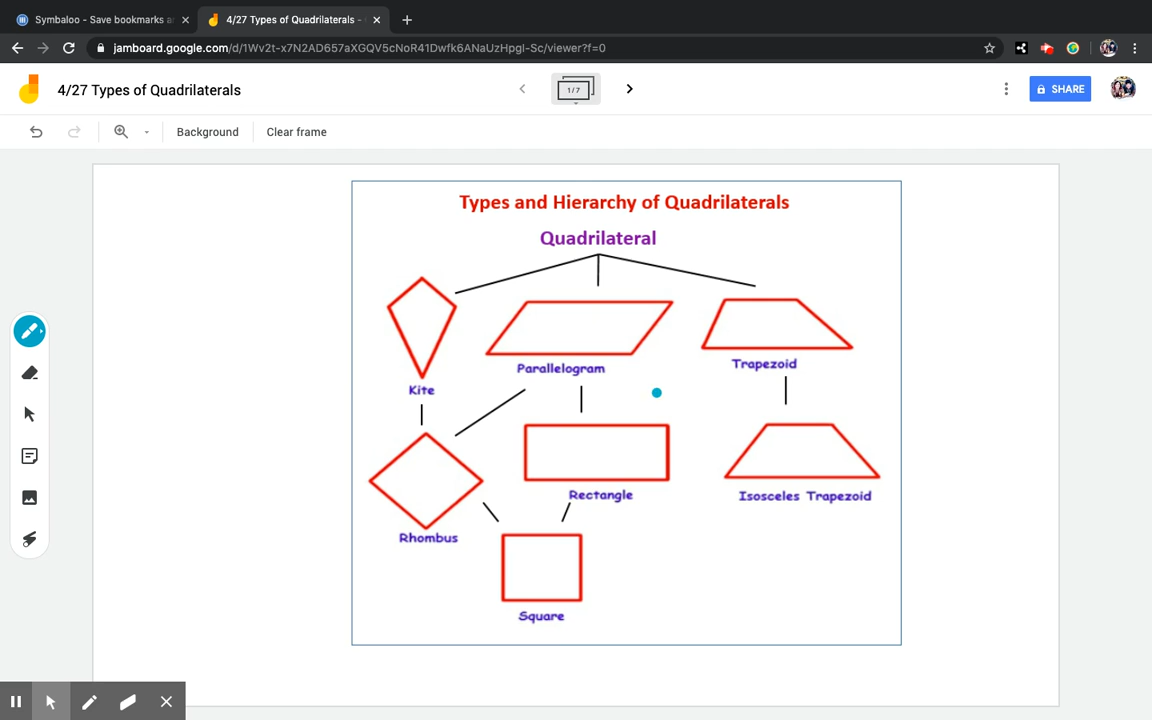 Symbaloo - Save bookmarks a
4/27 Types of Quadrilaterals -
jamboard.google.com/d/1Wv2t-x7N2AD657aXGQV5cNoR41Dwfk6ANaUzHpgI-Sc/viewer?f=0
4/27 Types of Quadrilaterals
1/7
SHARE
Background
Clear frame
Types and Hierarchy of Quadrilaterals
Quadrilateral
Parallelogram
Trapezoid
Kite
Rectangle
Isosceles Trapezoid
Rhombus
Square